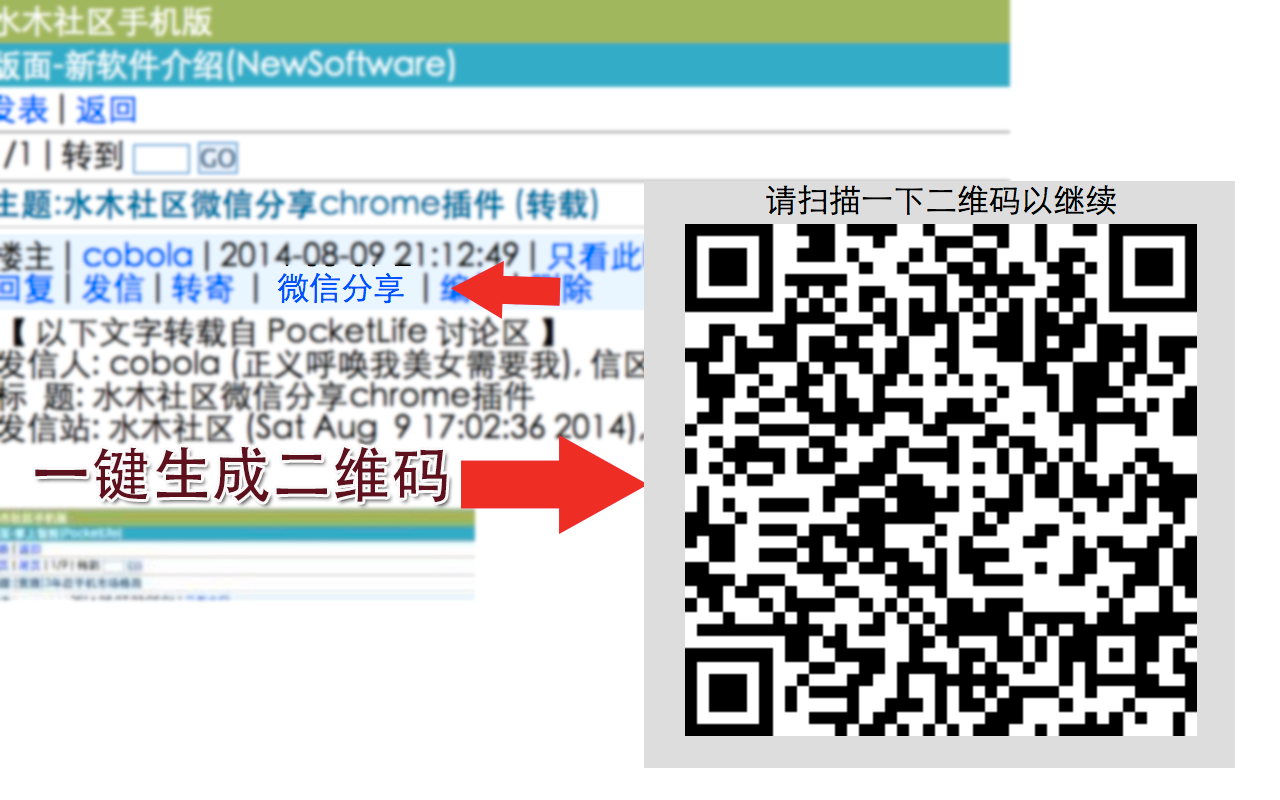 水木社区手机版
版面-新软件介绍(NewSoftware)
发表 | 返回
/1 | 转到 GO
主题:水木社区微信分享chrome插件 (转载)
楼主 | cobola | 2014-08-09 21:12:49 | 只看此
回复 | 发信 | 转寄 | 微信分享 | 编 删除
【 以下文字转载自 PocketLife 讨论区 】
发信人: cobola (正义呼唤我美女需要我), 信区
标 题: 水木社区微信分享chrome插件
发信站: 水木社区 (Sat Aug 9 17:02:36 2014),
一键生成二维码
请扫描一下二维码以继续